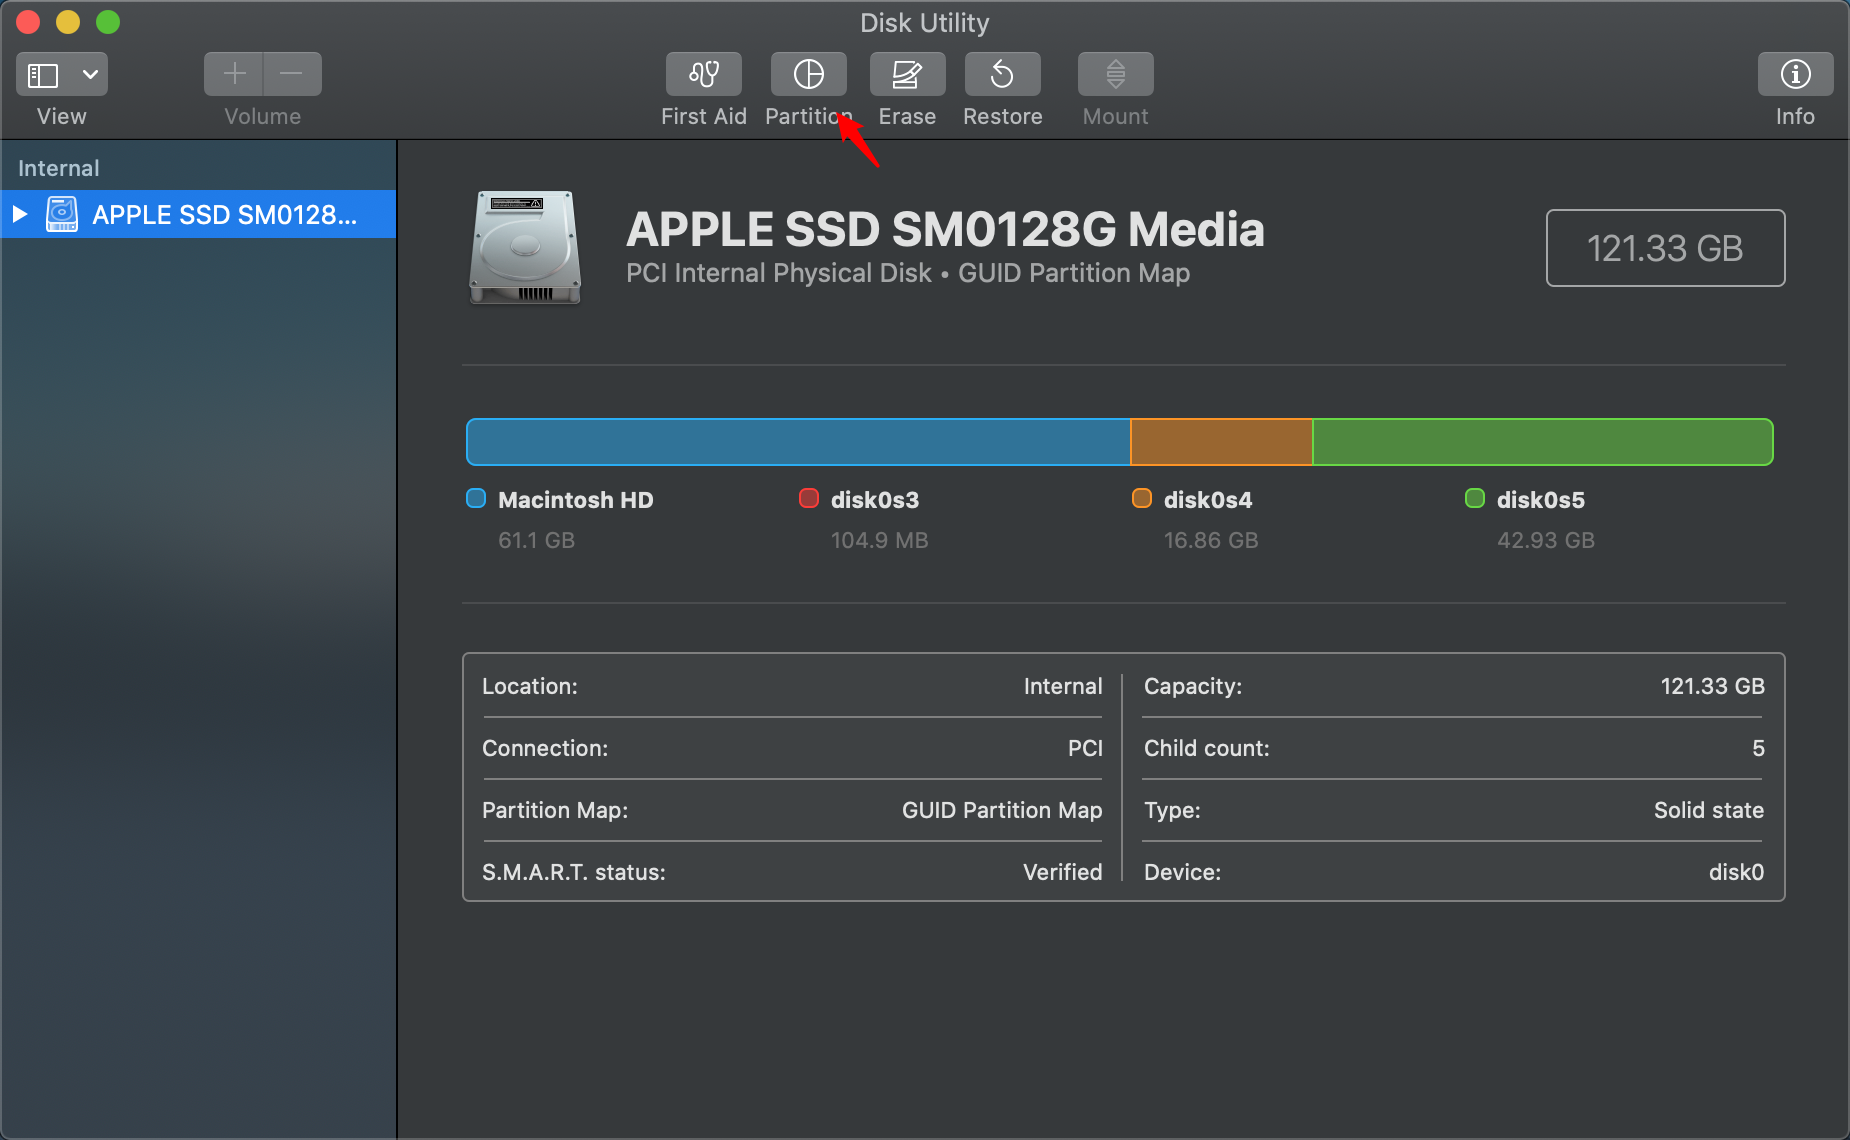 Disk Utility
View
Volume
First Aid
Partition
Erase
Restore
Mount
Info
Internal
APPLE SSD SM0128...
APPLE SSD SM0128G Media
PCI Internal Physical Disk • GUID Partition Map
121.33 GB
Macintosh HD
61.1 GB
disk0s3
104.9 MB
disk0s4
16.86 GB
disk0s5
42.93 GB
Location: Internal
Connection: PCI
Partition Map: GUID Partition Map
S.M.A.R.T. status: Verified
Capacity: 121.33 GB
Child count: 5
Type: Solid state
Device: disk0